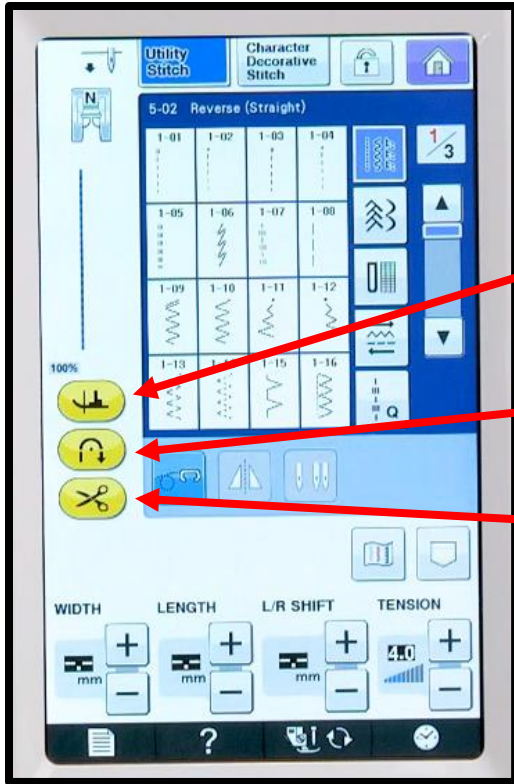 Utility
Stitch
Character
Decorative
Stitch
N
5-02 Reverse (Straight)
1-01 1-02 1-03 1-04
1/3
1-05 1-06 1-07 1-08
1-09 1-10 1-11 1-12
100%
1-13 1-15 1-16
Q
WIDTH LENGTH L/R SHIFT TENSION
+ + + + 
mm mm mm 4.0
− − − −
?